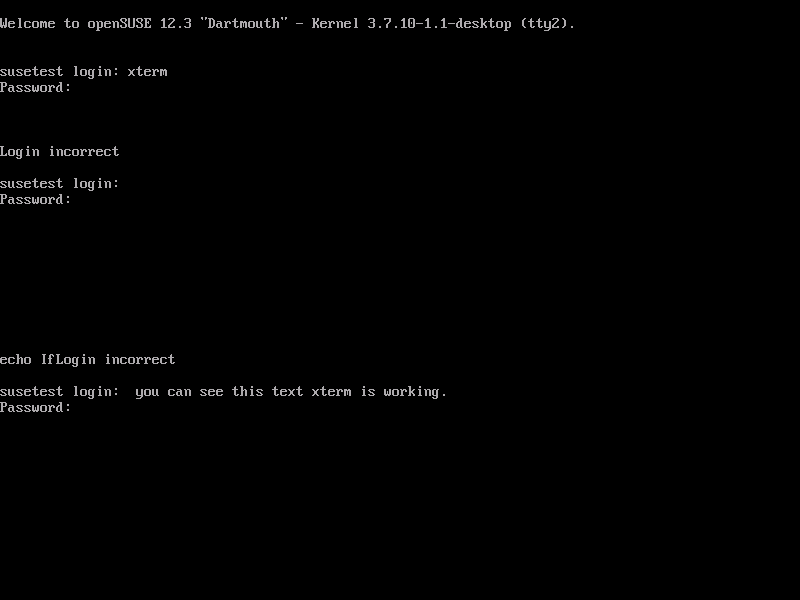 Welcome to openSUSE 12.3 "Dartmouth" - Kernel 3.7.10-1.1-desktop (tty2).
susetest login: xterm
Password:
Login incorrect
susetest login:
Password:
echo IfLogin incorrect
susetest login:  you can see this text xterm is working.
Password: